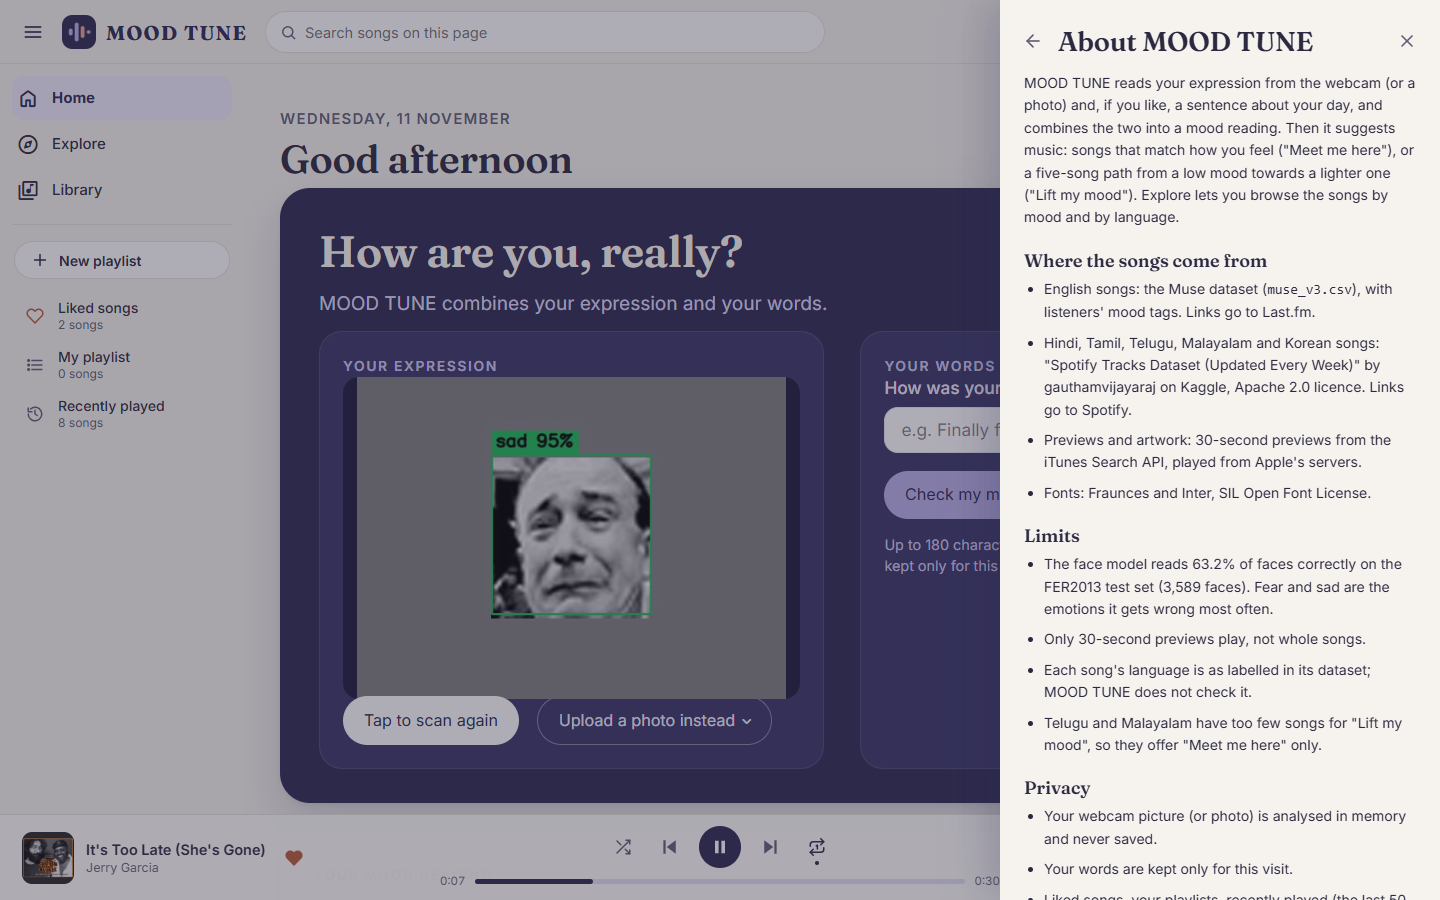 MOOD TUNE
Search songs on this page
Home
Explore
Library
New playlist
Liked songs
2 songs
My playlist
0 songs
Recently played
8 songs
WEDNESDAY, 11 NOVEMBER
Good afternoon
How are you, really?
MOOD TUNE combines your expression and your words.
YOUR EXPRESSION
sad 95%
Tap to scan again
Upload a photo instead
YOUR WORDS
How was your
e.g. Finally f
Check my m
Up to 180 charac
kept only for this
It's Too Late (She's Gone)
Jerry Garcia
0:07
0:30
About MOOD TUNE
MOOD TUNE reads your expression from the webcam (or a
photo) and, if you like, a sentence about your day, and
combines the two into a mood reading. Then it suggests
music: songs that match how you feel ("Meet me here"), or
a five-song path from a low mood towards a lighter one
("Lift my mood"). Explore lets you browse the songs by
mood and by language.
Where the songs come from
English songs: the Muse dataset (muse_v3.csv), with
listeners' mood tags. Links go to Last.fm.
Hindi, Tamil, Telugu, Malayalam and Korean songs:
"Spotify Tracks Dataset (Updated Every Week)" by
gauthamvijayaraj on Kaggle, Apache 2.0 licence. Links
go to Spotify.
Previews and artwork: 30-second previews from the
iTunes Search API, played from Apple's servers.
Fonts: Fraunces and Inter, SIL Open Font License.
Limits
The face model reads 63.2% of faces correctly on the
FER2013 test set (3,589 faces). Fear and sad are the
emotions it gets wrong most often.
Only 30-second previews play, not whole songs.
Each song's language is as labelled in its dataset;
MOOD TUNE does not check it.
Telugu and Malayalam have too few songs for "Lift my
mood", so they offer "Meet me here" only.
Privacy
Your webcam picture (or photo) is analysed in memory
and never saved.
Your words are kept only for this visit.
Liked songs, your playlists, recently played (the last 50